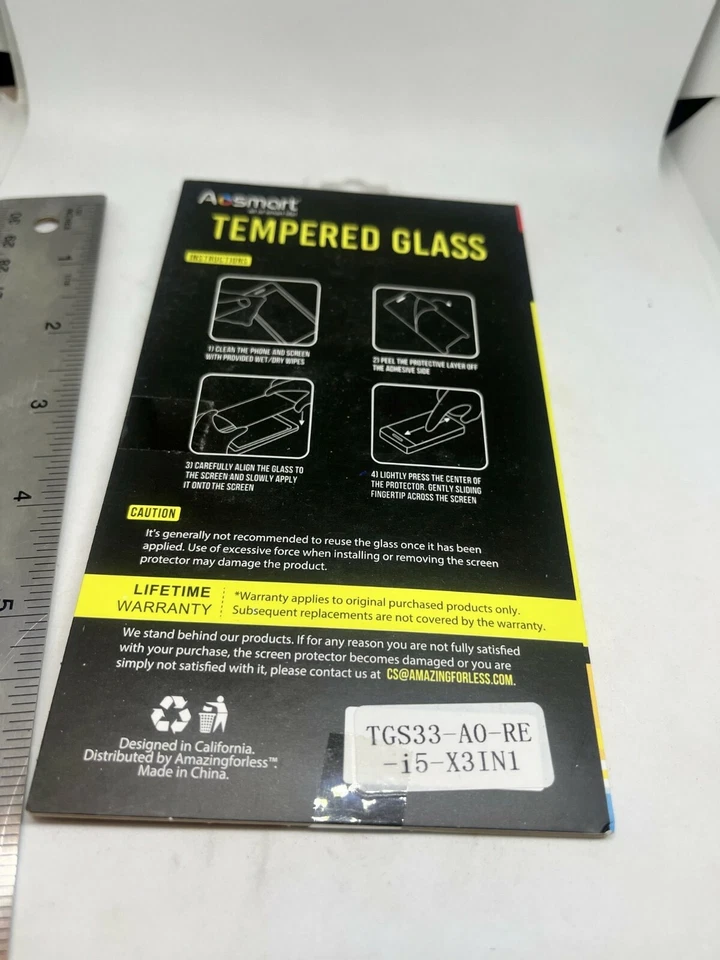 Aosmart
TEMPERED GLASS
INSTRUCTIONS
1) CLEAN THE PHONE AND SCREEN
WITH PROVIDED WET/DRY WIPES
2) PEEL THE PROTECTIVE LAYER OFF
THE ADHESIVE SIDE
3) CAREFULLY ALIGN THE GLASS TO
THE SCREEN AND SLOWLY APPLY
IT ONTO THE SCREEN
4) LIGHTLY PRESS THE CENTER OF
THE PROTECTOR. GENTLY SLIDING
FINGERTIP ACROSS THE SCREEN
CAUTION
It's generally not recommended to reuse the glass once it has been
applied. Use of excessive force when installing or removing the screen
protector may damage the product.
LIFETIME
WARRANTY
*Warranty applies to original purchased products only.
Subsequent replacements are not covered by the warranty.
We stand behind our products. If for any reason you are not fully satisfied
with your purchase, the screen protector becomes damaged or you are
simply not satisfied with it, please contact us at CS@AMAZINGFORLESS.COM.
Designed in California.
Distributed by Amazingforless™.
Made in China.
TGS33-AO-RE
-i5-X3IN1
1
2
3
4
5